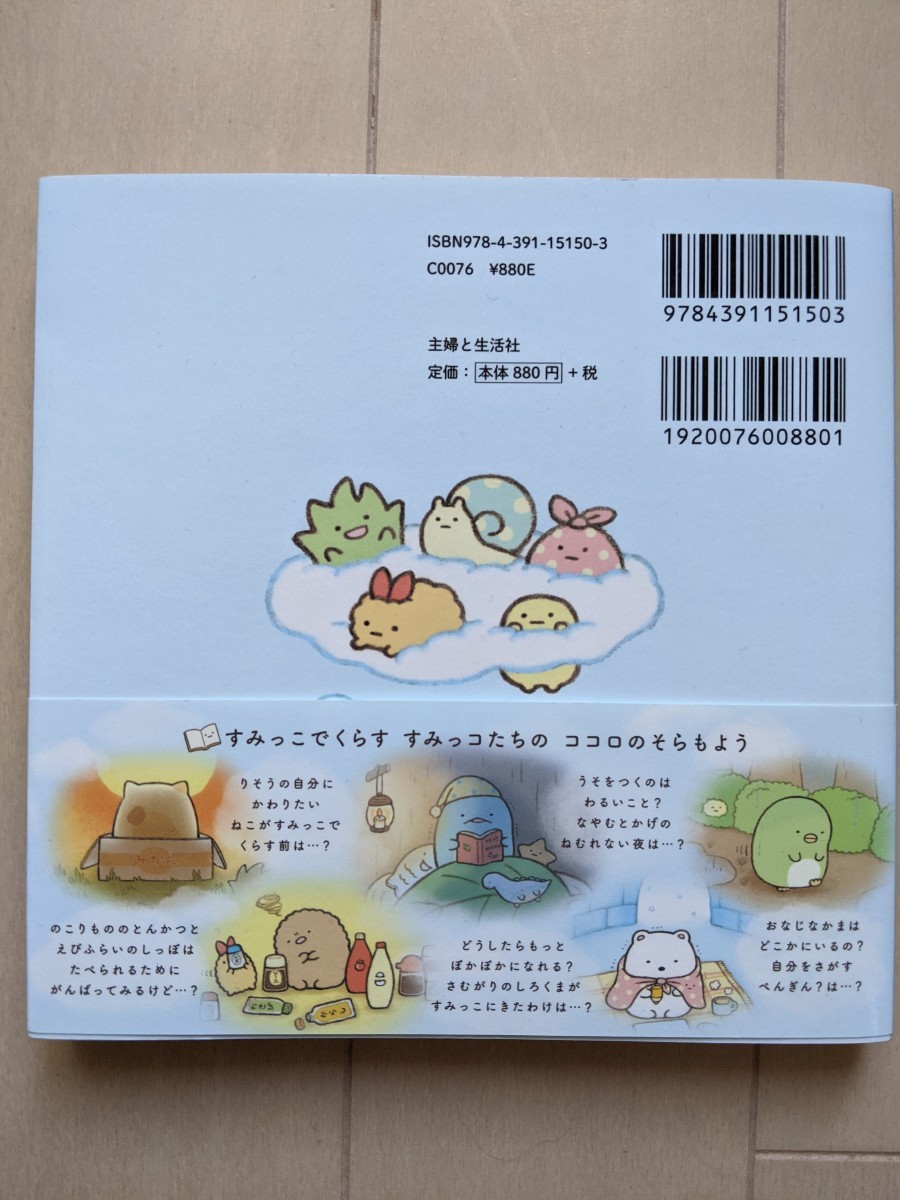 ISBN978-4-391-15150-3
C0076 ¥880E
9784391151503
主婦と生活社
定価：本体880円＋税
1920076008801
すみっこでくらす すみっコたちの ココロのそらもよう
りそうの自分に
かわりたい
ねこがすみっこで
くらす前は…？
うそをつくのは
わるいこと？
なやむとかげの
ねむれない夜は…？
みかん
のこりもののとんかつと
えびふらいのしっぽは
たべられるために
がんばってみるけど…？
どうしたらもっと
ぽかぽかになれる？
さむがりのしろくまが
すみっこにきたわけは…？
おなじなかまは
どこかにいるの？
自分をさがす
ぺんぎん？は…？